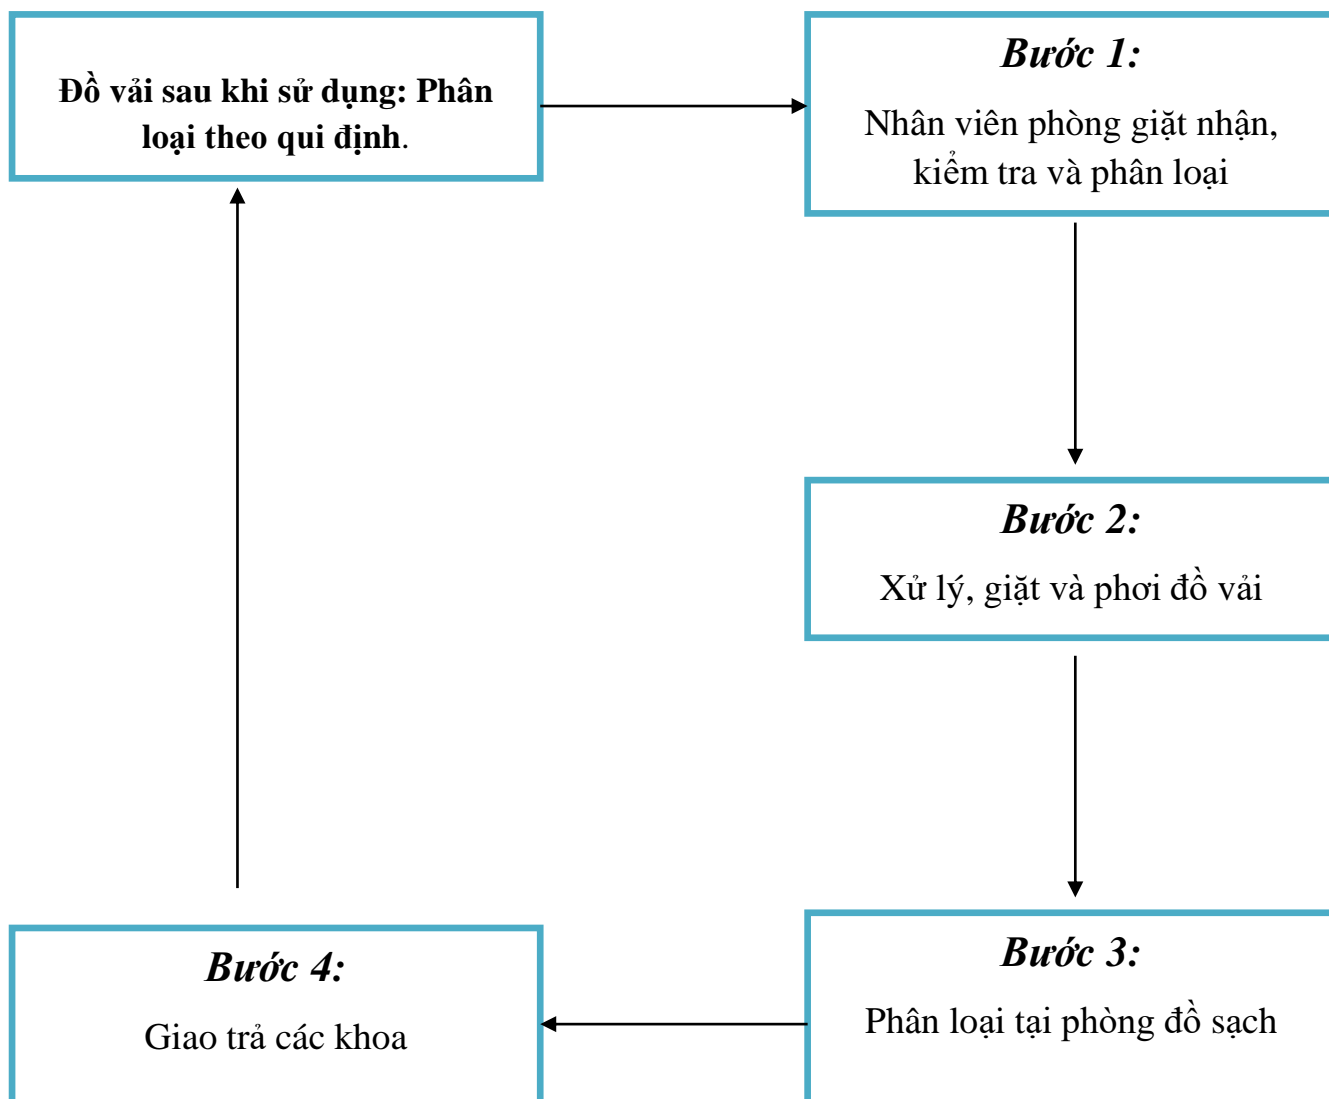 Đồ vải sau khi sử dụng: Phân
loại theo qui định.
Bước 1:
Nhân viên phòng giặt nhận,
kiểm tra và phân loại
Bước 2:
Xử lý, giặt và phơi đồ vải
Bước 3:
Phân loại tại phòng đồ sạch
Bước 4:
Giao trả các khoa